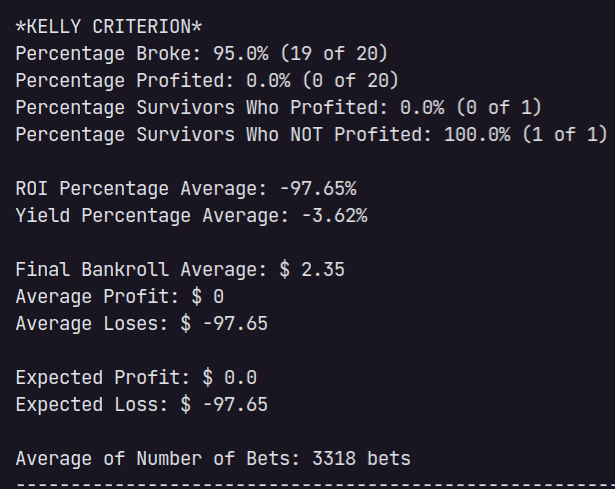 *KELLY CRITERION*
Percentage Broke: 95.0% (19 of 20)
Percentage Profited: 0.0% (0 of 20)
Percentage Survivors Who Profited: 0.0% (0 of 1)
Percentage Survivors Who NOT Profited: 100.0% (1 of 1)
ROI Percentage Average: -97.65%
Yield Percentage Average: -3.62%
Final Bankroll Average: $ 2.35
Average Profit: $ 0
Average Loses: $ -97.65
Expected Profit: $ 0.0
Expected Loss: $ -97.65
Average of Number of Bets: 3318 bets
-------------------------------------------------------